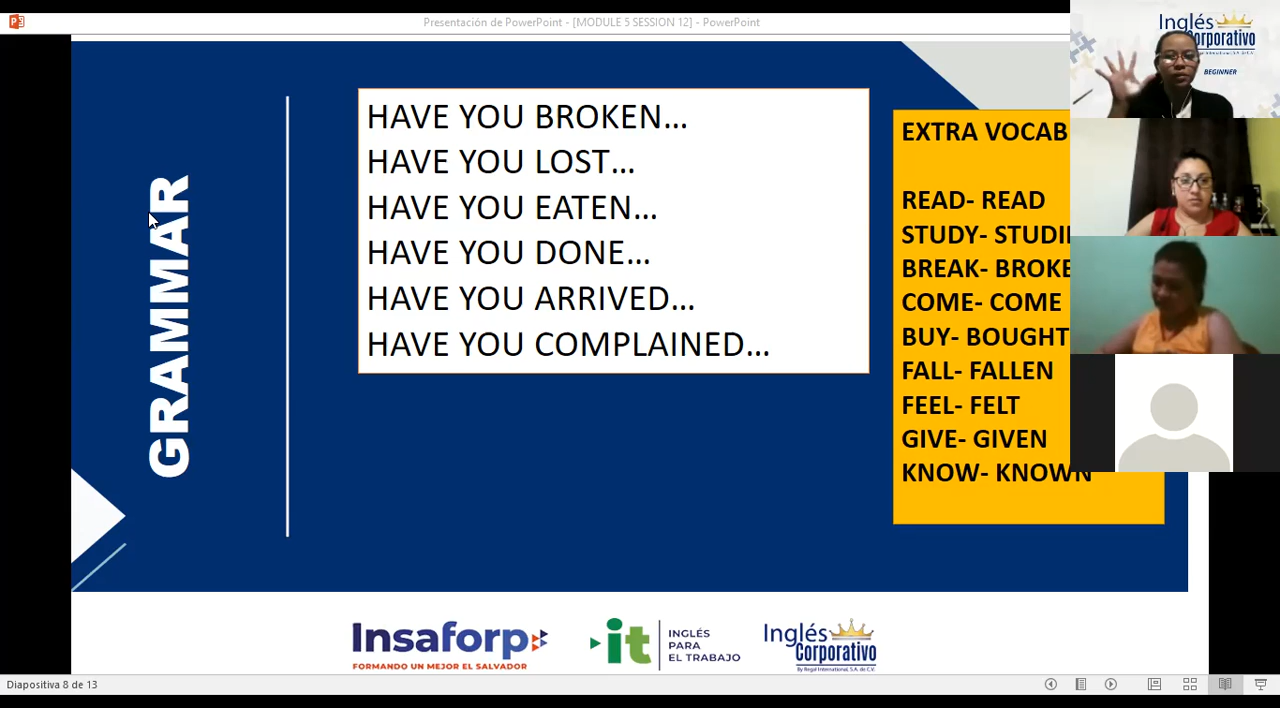 Presentación de PowerPoint - [MODULE 5 SESSION 12] - PowerPoint
Inglés
Corporativo
BEGINNER
GRAMMAR
HAVE YOU BROKEN...
HAVE YOU LOST...
HAVE YOU EATEN...
HAVE YOU DONE...
HAVE YOU ARRIVED...
HAVE YOU COMPLAINED...
EXTRA VOCAB
READ- READ
STUDY- STUDI
BREAK- BROKE
COME- COME
BUY- BOUGHT
FALL- FALLEN
FEEL- FELT
GIVE- GIVEN
KNOW- KNOWN
Insaforp
FORMANDO UN MEJOR EL SALVADOR
it
INGLÉS
PARA
EL TRABAJO
Inglés
Corporativo
By Regal International, S.A. de C.V.
Diapositiva 8 de 13